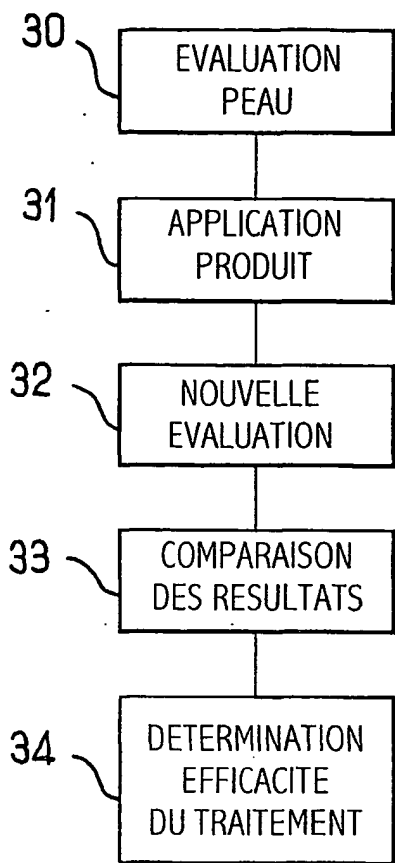 30
EVALUATION
PEAU
31
APPLICATION
PRODUIT
32
NOUVELLE
EVALUATION
33
COMPARAISON
DES RESULTATS
34
DETERMINATION
EFFICACITE
DU TRAITEMENT